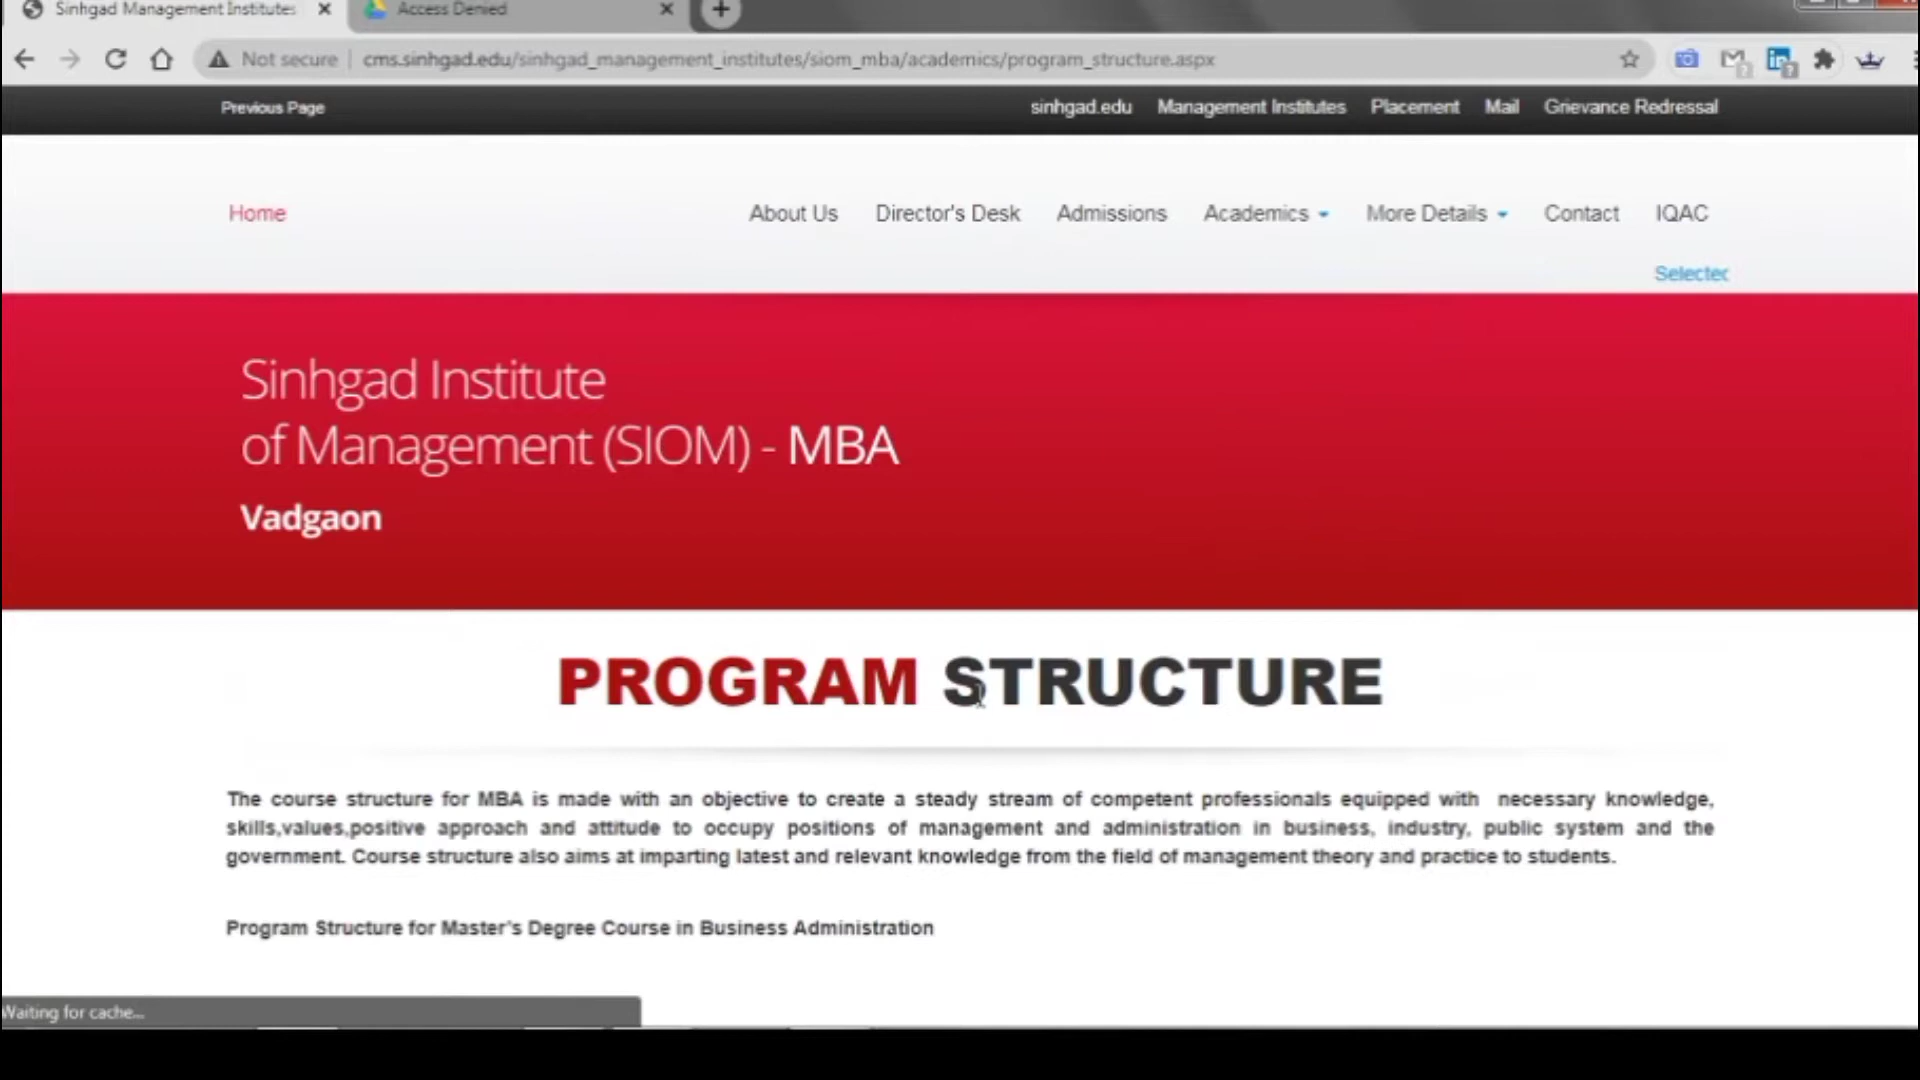 Sinhgad Management Institutes
Access Denied
Not secure
cms.sinhgad.edu/sinhgad_management_institutes/siom_mba/academics/program_structure.aspx
Previous Page
sinhgad.edu Management Institutes Placement Mail Grievance Redressal
Home About Us Director's Desk Admissions Academics More Details Contact IQAC
Selected
Sinhgad Institute
of Management (SIOM) - MBA
Vadgaon
PROGRAM STRUCTURE
The course structure for MBA is made with an objective to create a steady stream of competent professionals equipped with necessary knowledge,
skills,values,positive approach and attitude to occupy positions of management and administration in business, industry, public system and the
government. Course structure also aims at imparting latest and relevant knowledge from the field of management theory and practice to students.
Program Structure for Master's Degree Course in Business Administration
Waiting for cache...